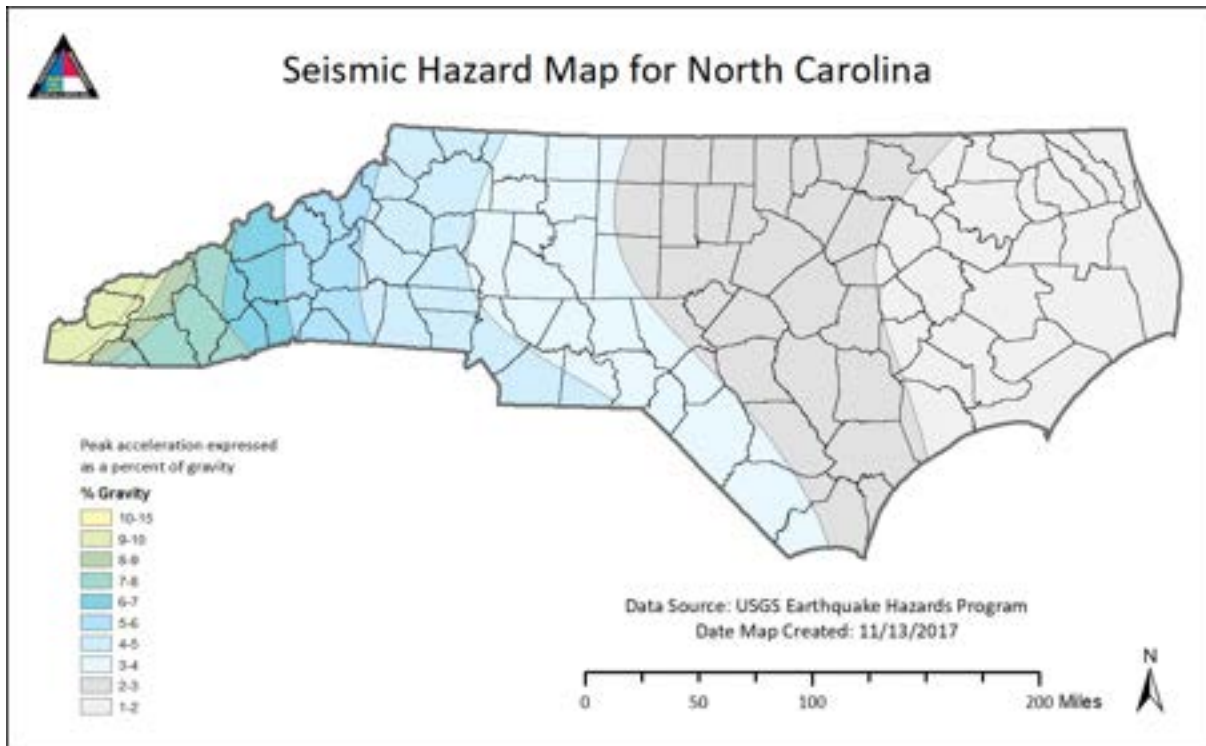 Seismic Hazard Map for North Carolina
Peak acceleration expressed
as a percent of gravity
% Gravity
10-15
9-10
8-9
7-8
6-7
5-6
4-5
3-4
2-3
1-2
Data Source: USGS Earthquake Hazards Program
Date Map Created: 11/13/2017
N
0 50 100 200 Miles